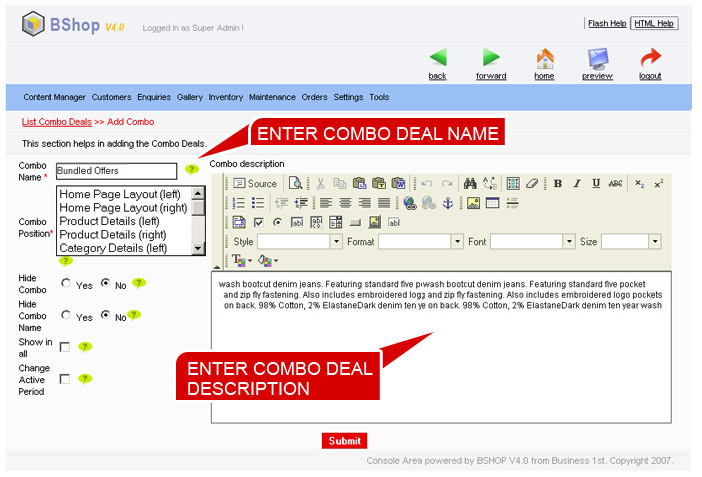 BShop V4.0 Logged in as Super Admin !
Flash Help HTML Help
back forward home preview logout
Content Manager Customers Enquiries Gallery Inventory Maintenance Orders Settings Tools
List Combo Deals >> Add Combo
ENTER COMBO DEAL NAME
This section helps in adding the Combo Deals.
Combo Name *
Bundled Offers
?
Combo description
Source
B I U ABC x2 x2
Style Format Font Size
Combo Position*
Home Page Layout (left)
Home Page Layout (right)
Product Details (left)
Product Details (right)
Category Details (left)
?
Hide Combo
Yes No ?
Hide Combo Name
Yes No ?
Show in all
?
Change Active Period
?
wash bootcut denim jeans. Featuring standard five p wash bootcut denim jeans. Featuring standard five pocket
and zip fly fastening. Also includes embroidered logo and zip fly fastening. Also includes embroidered logo pockets
on back. 98% Cotton, 2% ElastaneDark denim ten ye on back. 98% Cotton, 2% ElastaneDark denim ten year wash
ENTER COMBO DEAL
DESCRIPTION
Submit
Console Area powered by BSHOP V4.0 from Business 1st. Copyright 2007.